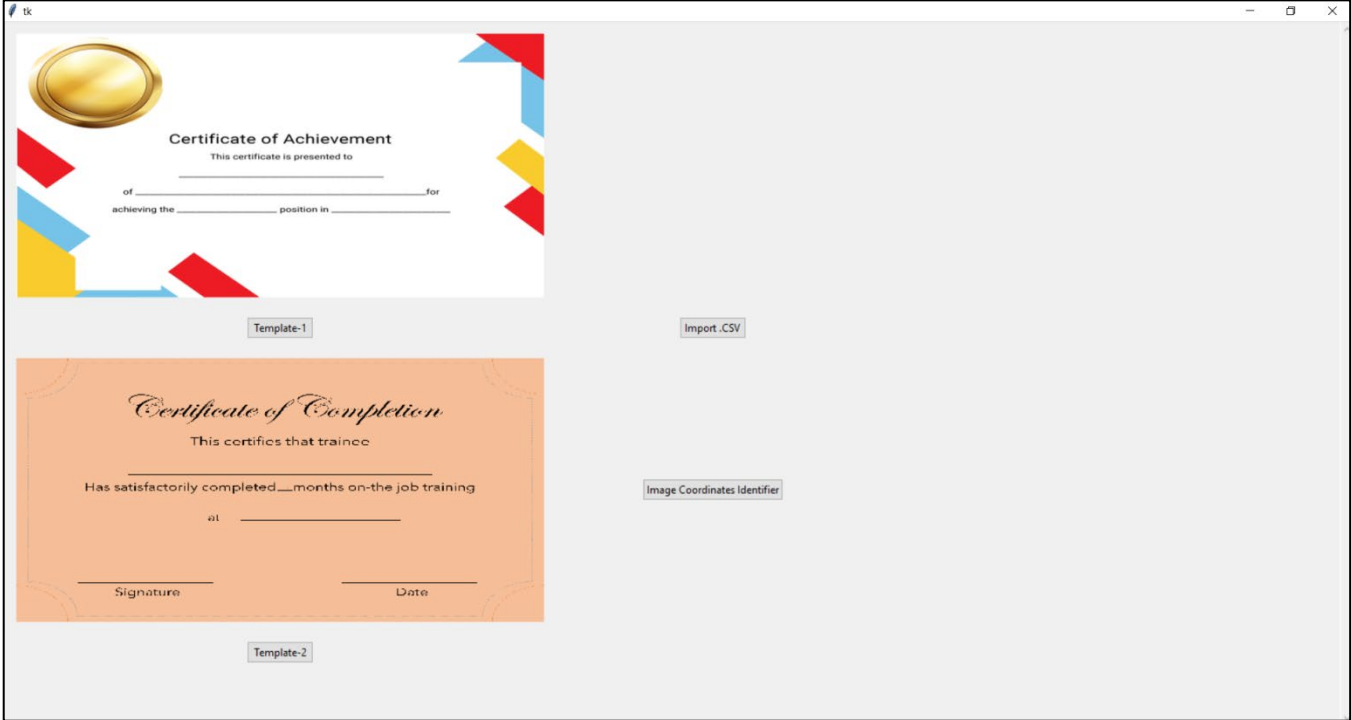 tk
Certificate of Achievement
This certificate is presented to
of for
achieving the position in
Template-1
Import .CSV
Certificate of Completion
This certifies that trainee
Has satisfactorily completed months on-the job training
at
Signature Date
Image Coordinates Identifier
Template-2